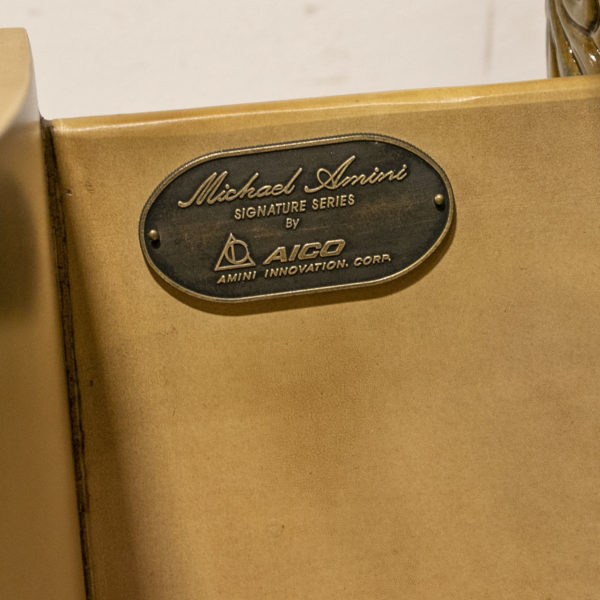 Michael Amini
SIGNATURE SERIES
By
AICO
AMINI INNOVATION. CORP.